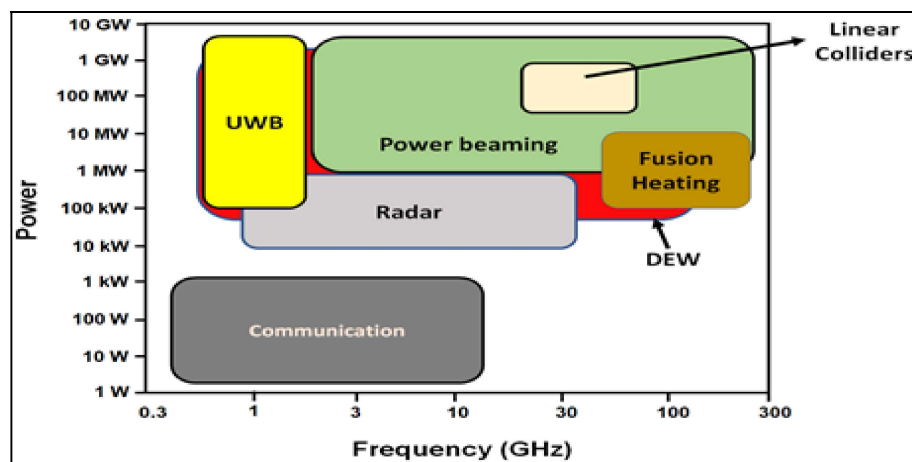 10 GW
Linear
Colliders
1 GW
100 MW
UWB
10 MW
Power beaming
Fusion
Heating
1 MW
100 kW
Radar
10 kW
DEW
1 kW
100 W
Communication
10 W
1 W
Power
0.3
1
3
10
30
100
300
Frequency (GHz)